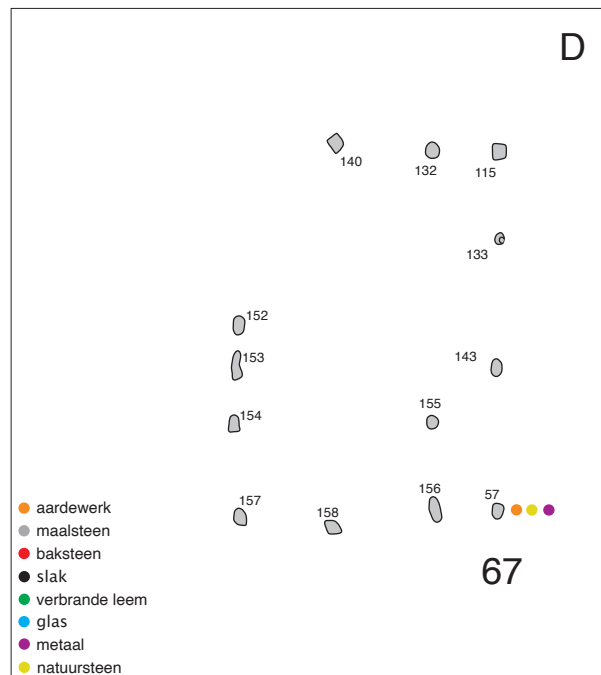 D
140
132
115
133
152
153
143
154
155
157
158
156
57
67
aardewerk
maalsteen
baksteen
slak
verbrande leem
glas
metaal
natuursteen